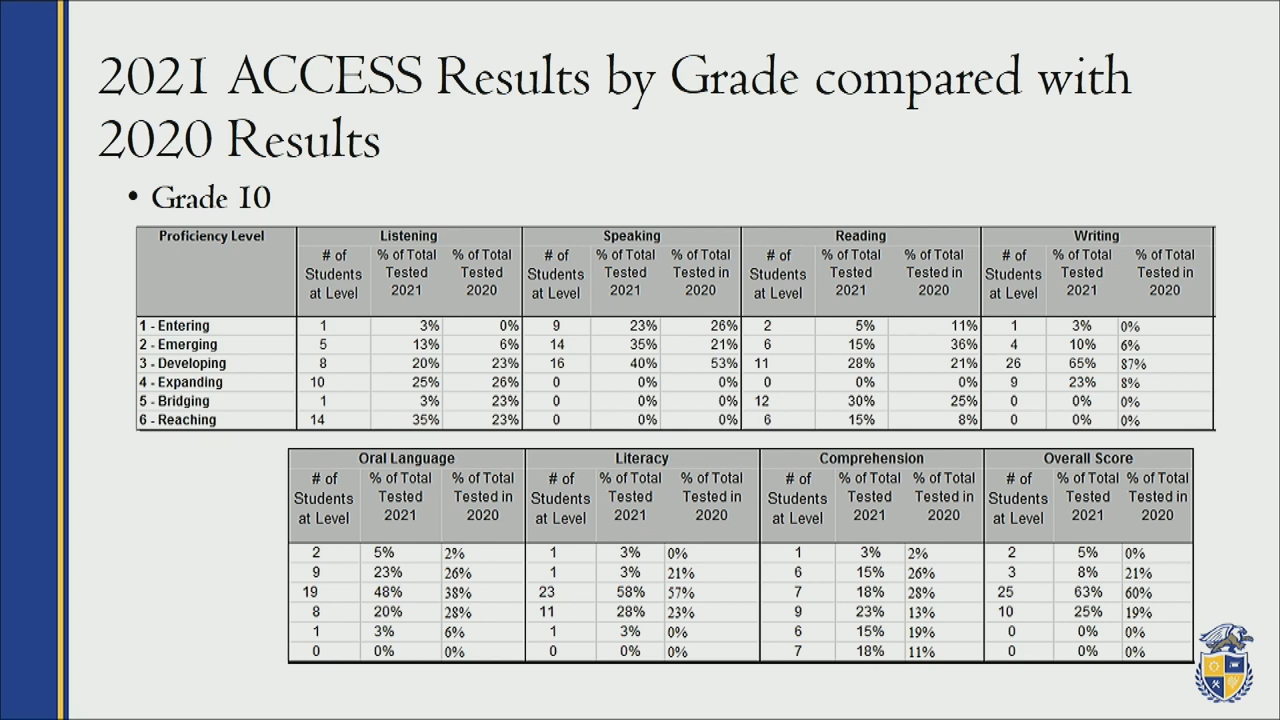 2021 ACCESS Results by Grade compared with
2020 Results
• Grade 10
Proficiency Level Listening Speaking Reading Writing
# of Students at Level % of Total Tested 2021 % of Total Tested in 2020 # of Students at Level % of Total Tested 2021 % of Total Tested in 2020 # of Students at Level % of Total Tested 2021 % of Total Tested in 2020 # of Students at Level % of Total Tested 2021 % of Total Tested in 2020
1 - Entering 1 3% 0% 9 23% 26% 2 5% 11% 1 3% 0%
2 - Emerging 5 13% 6% 14 35% 21% 6 15% 36% 4 10% 6%
3 - Developing 8 20% 23% 16 40% 53% 11 28% 21% 26 65% 87%
4 - Expanding 10 25% 26% 0 0% 0% 0 0% 0% 9 23% 8%
5 - Bridging 1 3% 23% 0 0% 0% 12 30% 25% 0 0% 0%
6 - Reaching 14 35% 23% 0 0% 0% 6 15% 8% 0 0% 0%
Oral Language Literacy Comprehension Overall Score
# of Students at Level % of Total Tested 2021 % of Total Tested in 2020 # of Students at Level % of Total Tested 2021 % of Total Tested in 2020 # of Students at Level % of Total Tested 2021 % of Total Tested in 2020 # of Students at Level % of Total Tested 2021 % of Total Tested in 2020
2 5% 2% 1 3% 0% 1 3% 2% 2 5% 0%
9 23% 26% 1 3% 21% 6 15% 26% 3 8% 21%
19 48% 38% 23 58% 57% 7 18% 28% 25 63% 60%
8 20% 28% 11 28% 23% 9 23% 13% 10 25% 19%
1 3% 6% 1 3% 0% 6 15% 19% 0 0% 0%
0 0% 0% 0 0% 0% 7 18% 11% 0 0% 0%